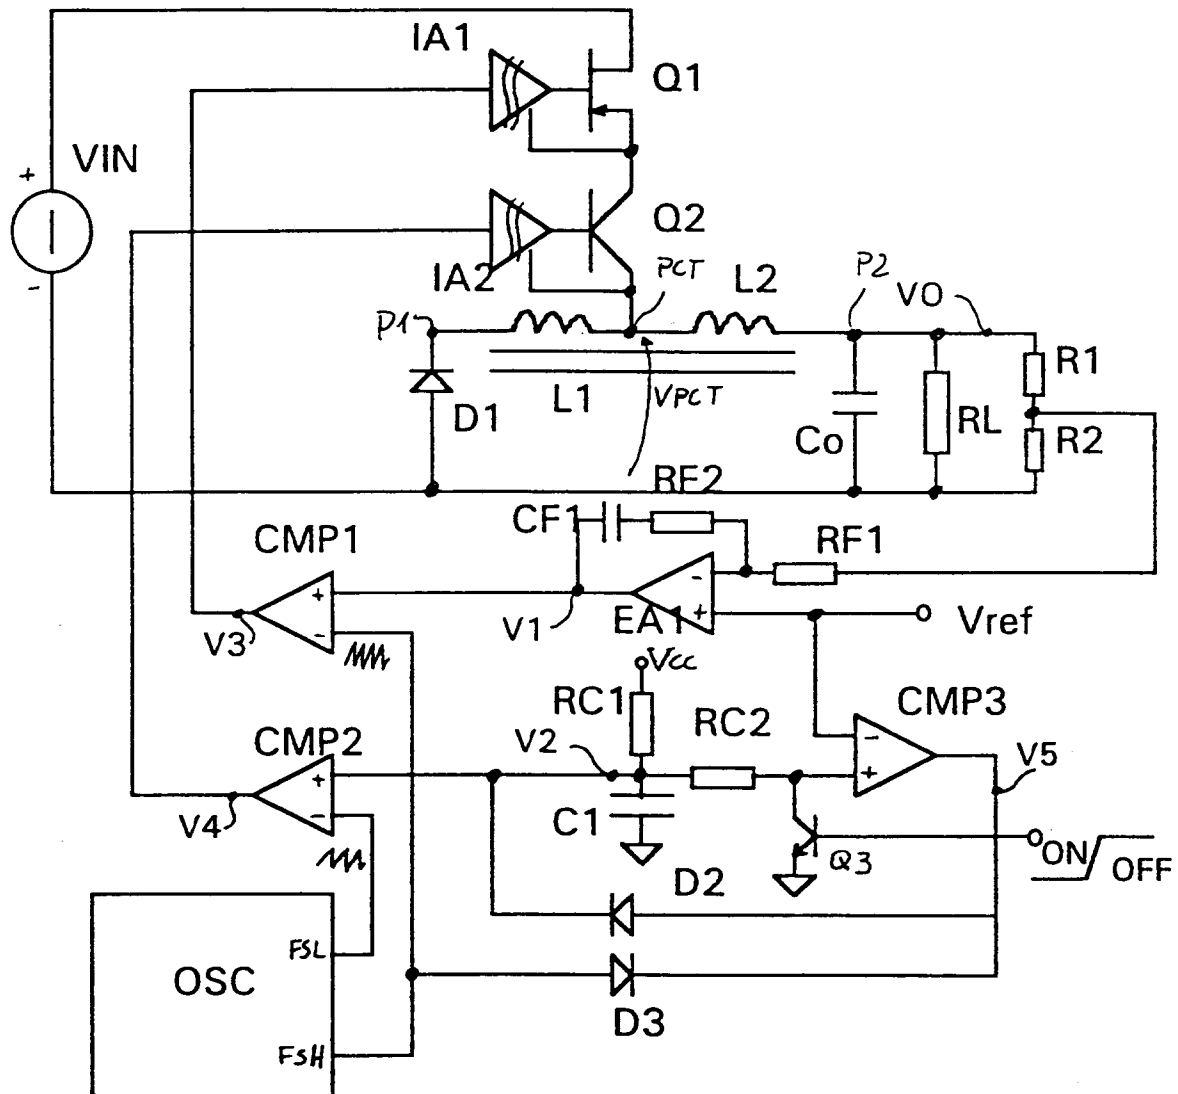 IA1
Q1
VIN
+
-
Q2
IA2
PCT
L2
P2
VO
P1
R1
D1
L1
VPCT
Co
RL
R2
RF2
CF1
CMP1
RF1
+
-
-
+
V1
EA1
Vref
V3
Vcc
RC1
RC2
CMP3
CMP2
V2
-
+
V5
+
-
V4
C1
Q3
ON/OFF
D2
FSL
OSC
D3
FSH